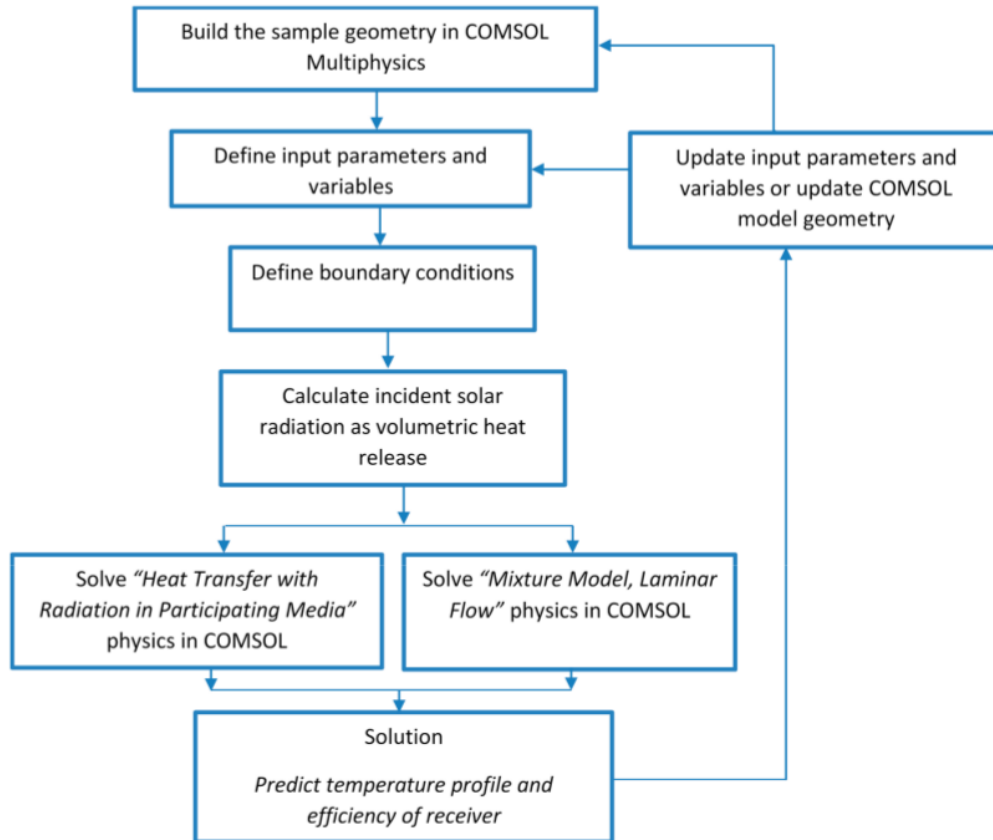 Build the sample geometry in COMSOL
Multiphysics
Define input parameters and
variables
Update input parameters and
variables or update COMSOL
model geometry
Define boundary conditions
Calculate incident solar
radiation as volumetric heat
release
Solve “Heat Transfer with
Radiation in Participating Media”
physics in COMSOL
Solve “Mixture Model, Laminar
Flow” physics in COMSOL
Solution
Predict temperature profile and
efficiency of receiver